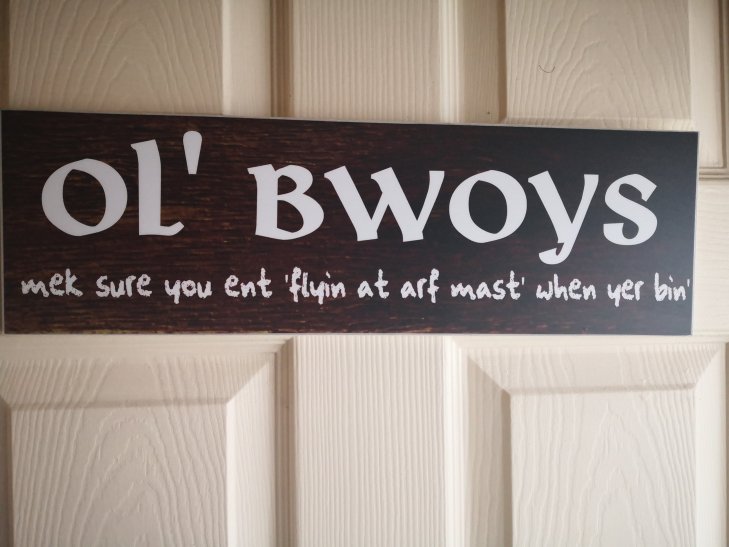 OL' BWOYS
mek sure you ent 'flyin at arf mast' when yer bin'